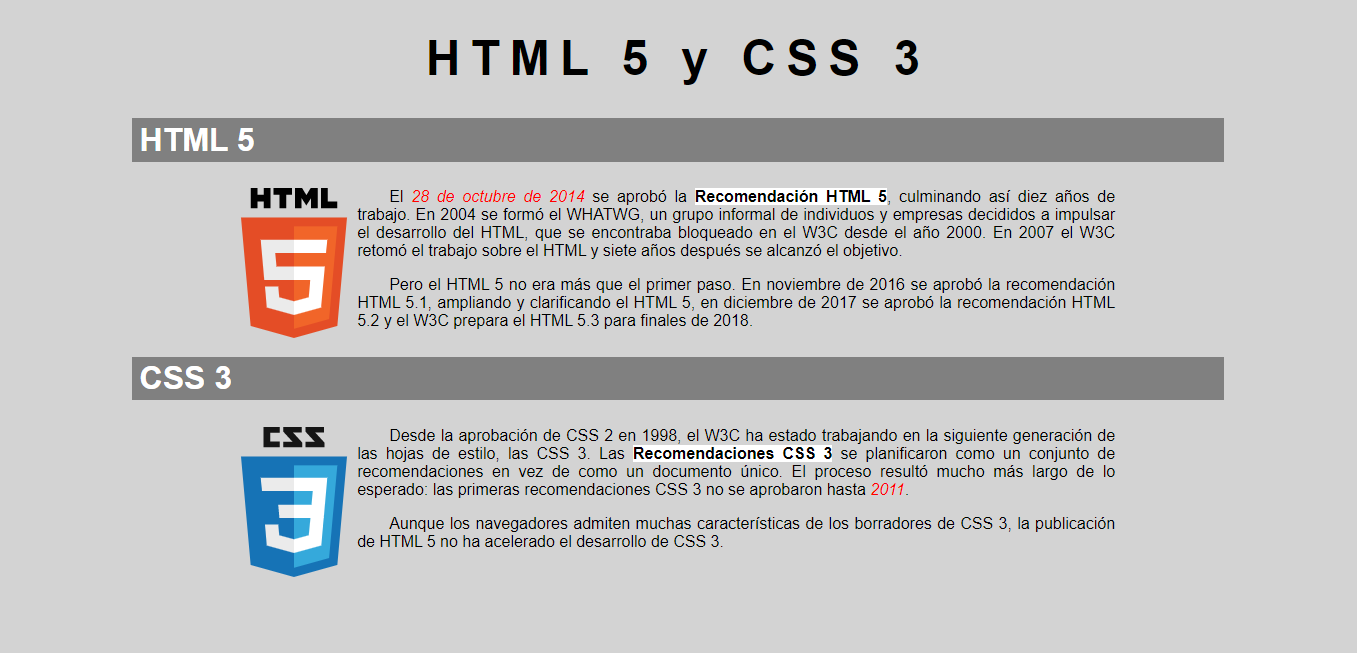 HTML 5 y CSS 3
HTML 5
HTML
5
El 28 de octubre de 2014 se aprobó la Recomendación HTML 5, culminando así diez años de
trabajo. En 2004 se formó el WHATWG, un grupo informal de individuos y empresas decididos a impulsar
el desarrollo del HTML, que se encontraba bloqueado en el W3C desde el año 2000. En 2007 el W3C
retomó el trabajo sobre el HTML y siete años después se alcanzó el objetivo.
Pero el HTML 5 no era más que el primer paso. En noviembre de 2016 se aprobó la recomendación
HTML 5.1, ampliando y clarificando el HTML 5, en diciembre de 2017 se aprobó la recomendación HTML
5.2 y el W3C prepara el HTML 5.3 para finales de 2018.
CSS 3
CSS
3
Desde la aprobación de CSS 2 en 1998, el W3C ha estado trabajando en la siguiente generación de
las hojas de estilo, las CSS 3. Las Recomendaciones CSS 3 se planificaron como un conjunto de
recomendaciones en vez de como un documento único. El proceso resultó mucho más largo de lo
esperado: las primeras recomendaciones CSS 3 no se aprobaron hasta 2011.
Aunque los navegadores admiten muchas características de los borradores de CSS 3, la publicación
de HTML 5 no ha acelerado el desarrollo de CSS 3.